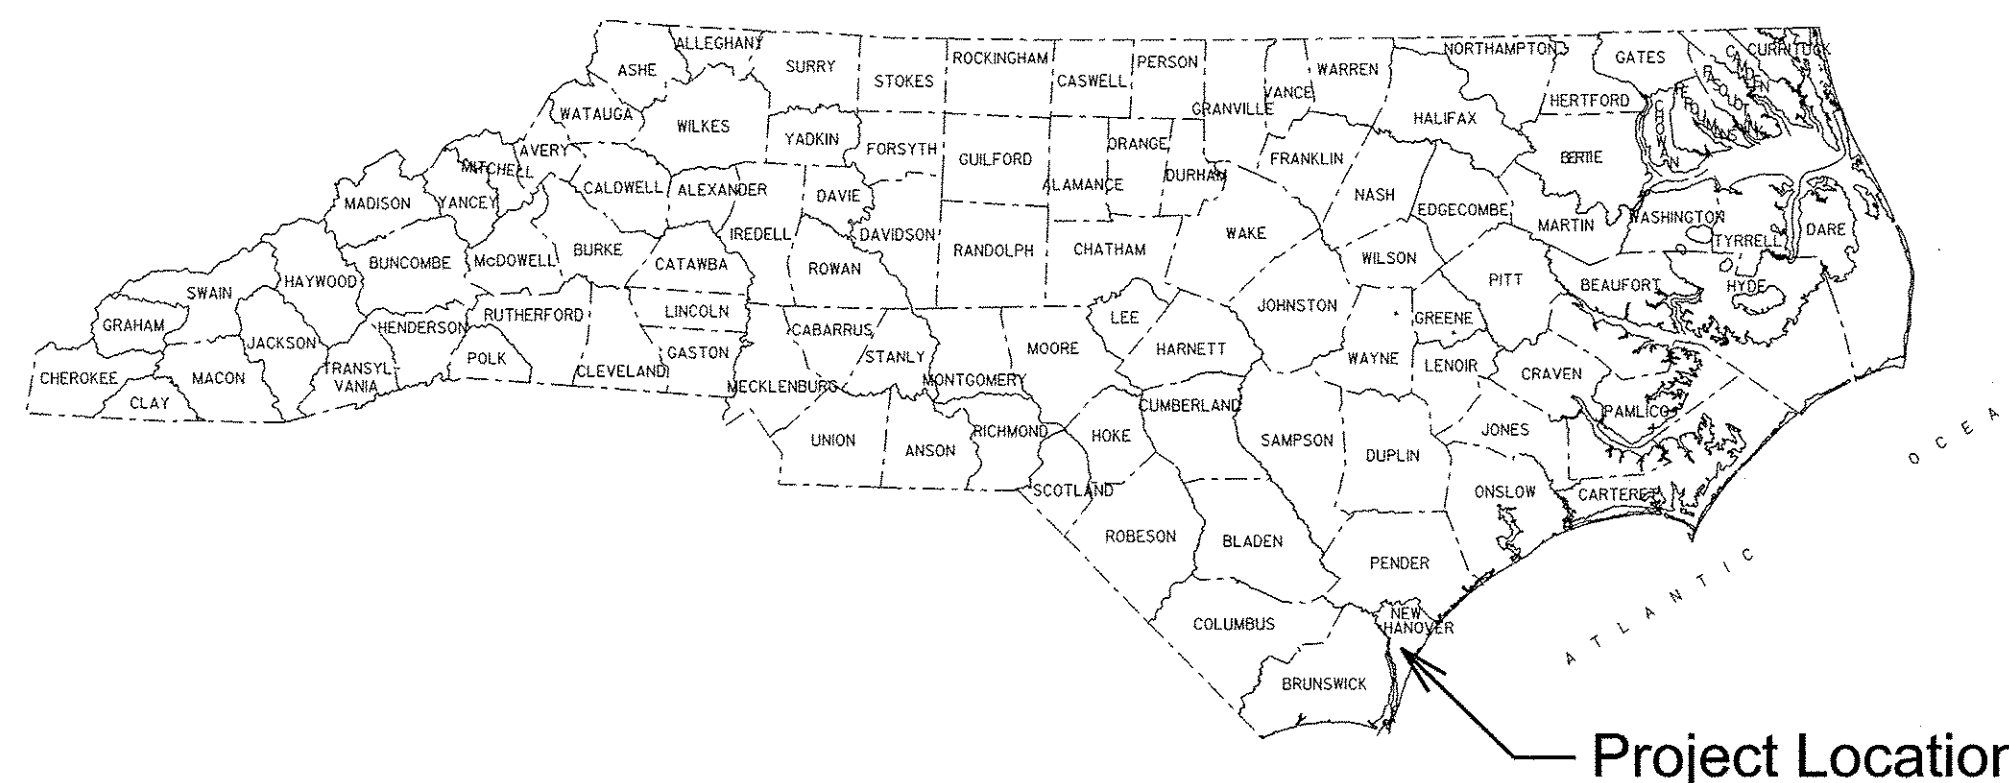 ALLEGHANY
ASHE
SURRY
STOKES
ROCKINGHAM
CASWELL
PERSON
GRANVILLE
VANCE
WARREN
NORTHAMPTON
GATES
CAMDEN
CURRITUCK
PASQUOTANK
PERQUIMANS
CHOWAN
HERTFORD
HALIFAX
WATAUGA
WILKES
YADKIN
FORSYTH
GUILFORD
ALAMANCE
ORANGE
DURHAM
FRANKLIN
NASH
BERTIE
AVERY
MITCHELL
YANCEY
MADISON
CALDWELL
ALEXANDER
DAVIE
IREDELL
DAVIDSON
RANDOLPH
CHATHAM
WAKE
EDGECOMBE
MARTIN
WASHINGTON
TYRRELL
DARE
SWAIN
HAYWOOD
BUNCOMBE
McDOWELL
BURKE
CATAWBA
ROWAN
WILSON
PITT
BEAUFORT
HYDE
GRAHAM
JACKSON
HENDERSON
RUTHERFORD
LINCOLN
CABARRUS
STANLY
MOORE
LEE
HARNETT
JOHNSTON
GREENE
WAYNE
LENOIR
CRAVEN
CHEROKEE
CLAY
MACON
TRANSYL
VANIA
POLK
CLEVELAND
GASTON
MECKLENBURG
MONTGOMERY
CUMBERLAND
PAMLICO
UNION
ANSON
RICHMOND
HOKE
SAMPSON
DUPLIN
JONES
SCOTLAND
ONSLOW
CARTERET
ROBESON
BLADEN
PENDER
COLUMBUS
NEW
HANOVER
BRUNSWICK
ATLANTIC OCEA
Project Location